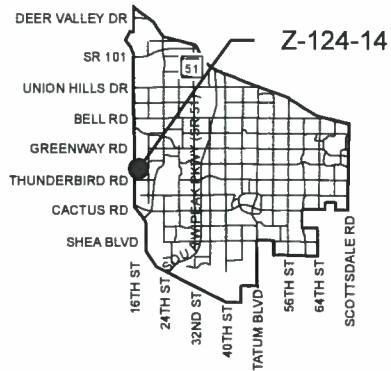 DEER VALLEY DR
Z-124-14
SR 101
51
UNION HILLS DR
BELL RD
GREENWAY RD
THUNDERBIRD RD
CACTUS RD
SHEA BLVD
SQUAW PEAK PKWY (SR 51)
16TH ST
24TH ST
32ND ST
40TH ST
TATUM BLVD
56TH ST
64TH ST
SCOTTSDALE RD